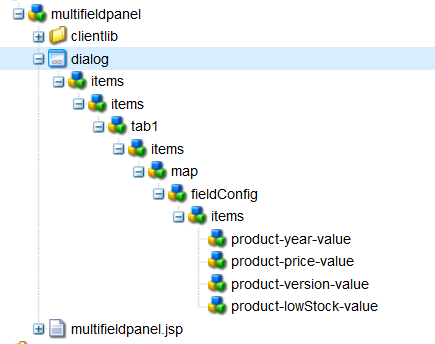 multifieldpanel
clientlib
dialog
items
items
tab1
items
map
fieldConfig
items
product-year-value
product-price-value
product-version-value
product-lowStock-value
multifieldpanel.jsp